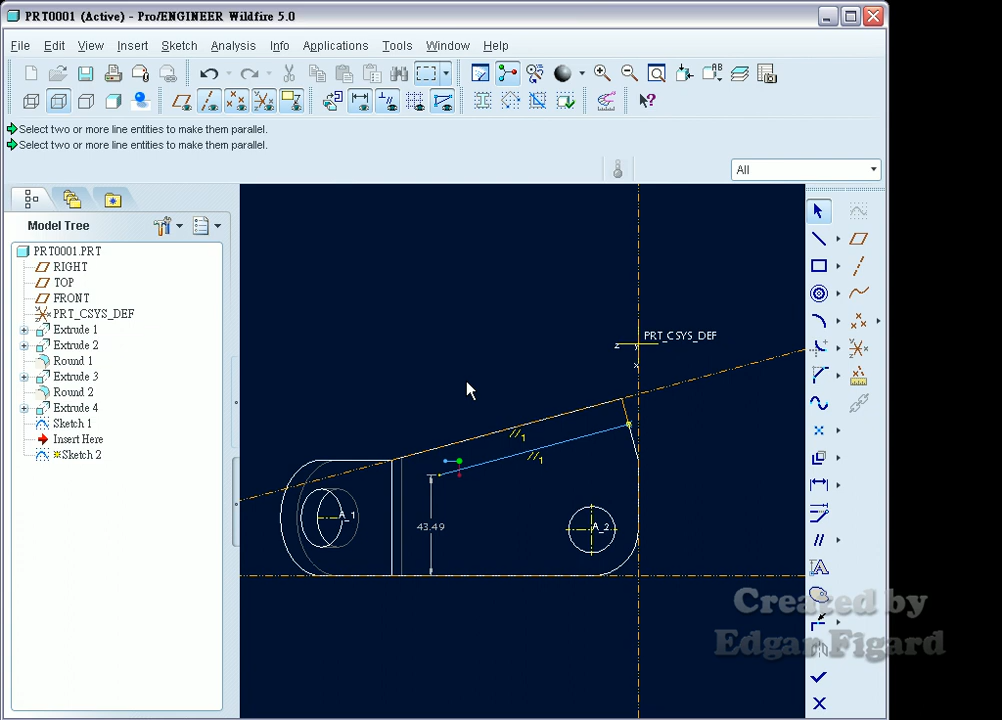 PRT0001 (Active) - Pro/ENGINEER Wildfire 5.0
File Edit View Insert Sketch Analysis Info Applications Tools Window Help
Select two or more line entities to make them parallel.
Select two or more line entities to make them parallel.
All
Model Tree
PRT0001.PRT
RIGHT
TOP
FRONT
PRT_CSYS_DEF
Extrude 1
Extrude 2
Round 1
Extrude 3
Round 2
Extrude 4
Sketch 1
Insert Here
Sketch 2
PRT_CSYS_DEF
z
y
x
//1
//1
43.49
A_1
A_2
Created by
Edgar Figard